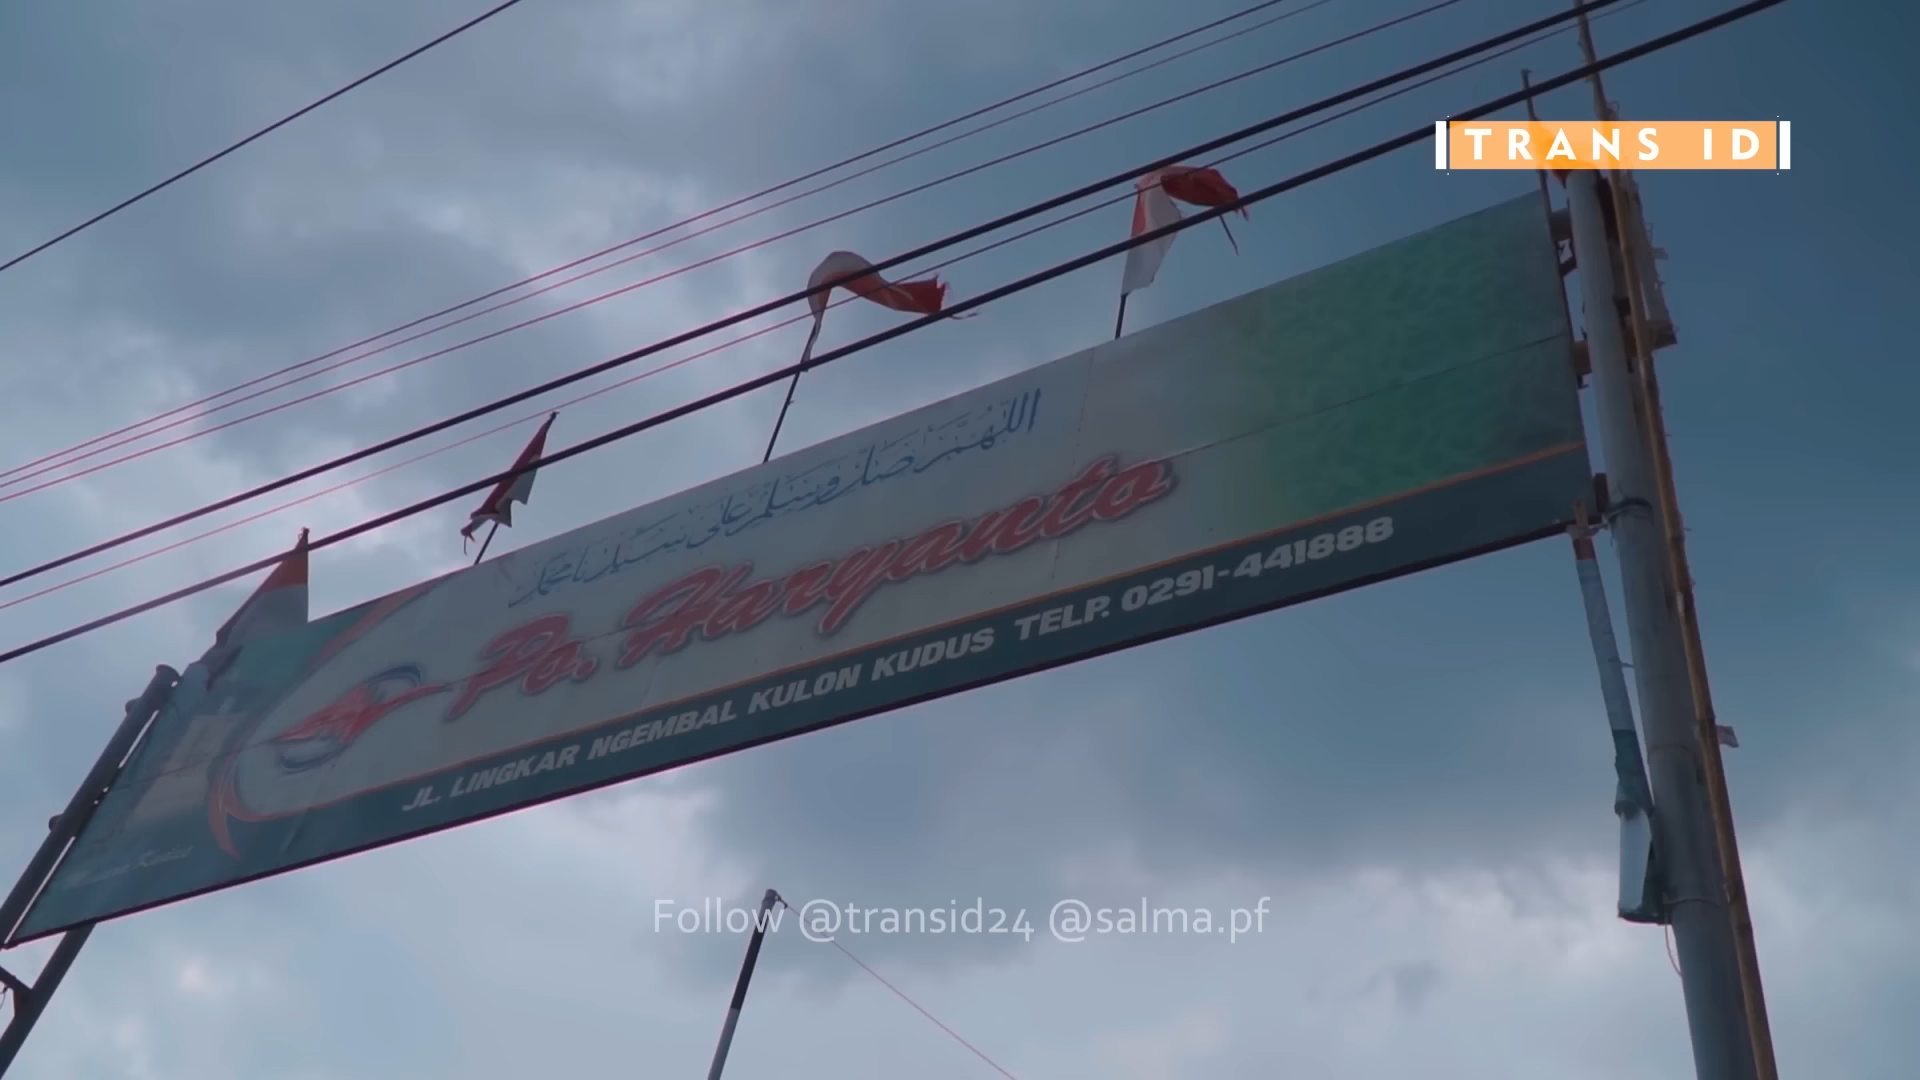 TRANS ID
اللهم صل وسلم على سيدنا محمد
Po. Haryanto
JL. LINGKAR NGEMBAL KULON KUDUS TELP. 0291-441888
Follow @transid24 @salma.pf